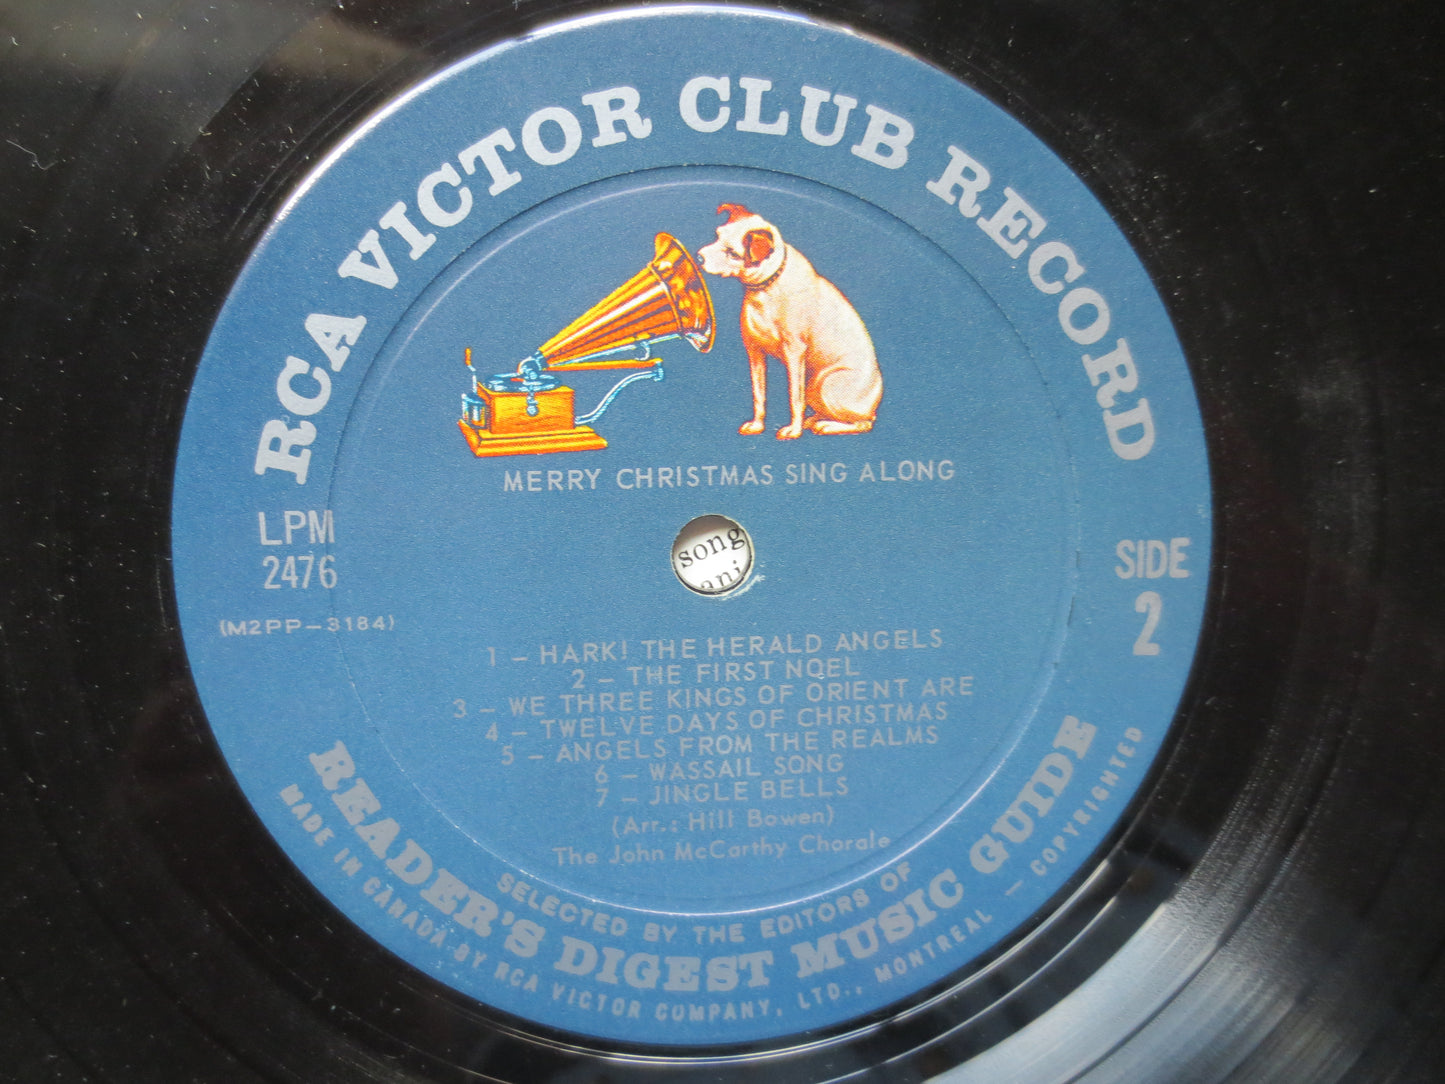 RCA VICTOR CLUB RECORD
MERRY CHRISTMAS SING ALONG
LPM
2476
(M2PP-3184)
SIDE
2
song
ani
1 - HARK! THE HERALD ANGELS
2 - THE FIRST NOEL
3 - WE THREE KINGS OF ORIENT ARE
4 - TWELVE DAYS OF CHRISTMAS
5 - ANGELS FROM THE REALMS
6 - WASSAIL SONG
7 - JINGLE BELLS
(Arr.: Hill Bowen)
The John McCarthy Chorale
SELECTED BY THE EDITORS OF
READER'S DIGEST MUSIC GUIDE
MADE IN CANADA BY RCA VICTOR COMPANY, LTD., MONTREAL - COPYRIGHTED